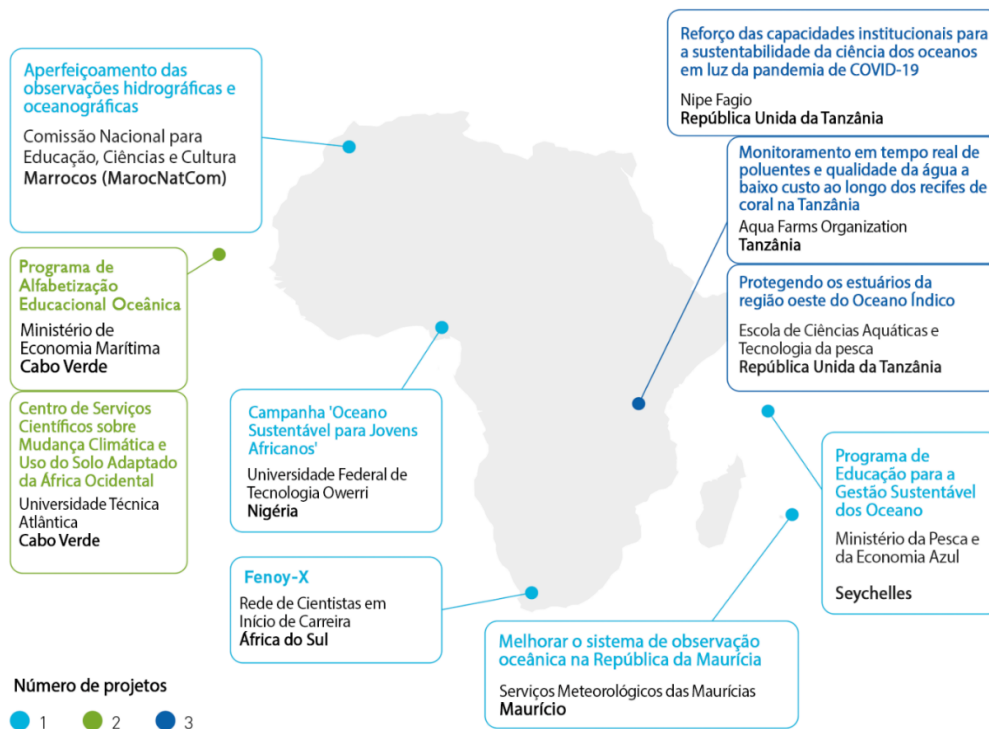 Aperfeiçoamento das
observações hidrográficas e
oceanográficas
Comissão Nacional para
Educação, Ciências e Cultura
Marrocos (MarocNatCom)
Programa de
Alfabetização
Educacional Oceânica
Ministério de
Economia Marítima
Cabo Verde
Centro de Serviços
Científicos sobre
Mudança Climática e
Uso do Solo Adaptado
da África Ocidental
Universidade Técnica
Atlântica
Cabo Verde
Campanha 'Oceano
Sustentável para Jovens
Africanos'
Universidade Federal de
Tecnologia Owerri
Nigéria
Fenoy-X
Rede de Cientistas em
Início de Carreira
África do Sul
Reforço das capacidades institucionais para
a sustentabilidade da ciência dos oceanos
em luz da pandemia de COVID-19
Nipe Fagio
República Unida da Tanzânia
Monitoramento em tempo real de
poluentes e qualidade da água a
baixo custo ao longo dos recifes de
coral na Tanzânia
Aqua Farms Organization
Tanzânia
Protegendo os estuários da
região oeste do Oceano Índico
Escola de Ciências Aquáticas e
Tecnologia da pesca
República Unida da Tanzânia
Programa de
Educação para a
Gestão Sustentável
dos Oceano
Ministério da Pesca e
da Economia Azul
Seychelles
Melhorar o sistema de observação
oceânica na República da Maurícia
Serviços Meteorológicos das Maurícias
Maurício
Número de projetos
1 2 3